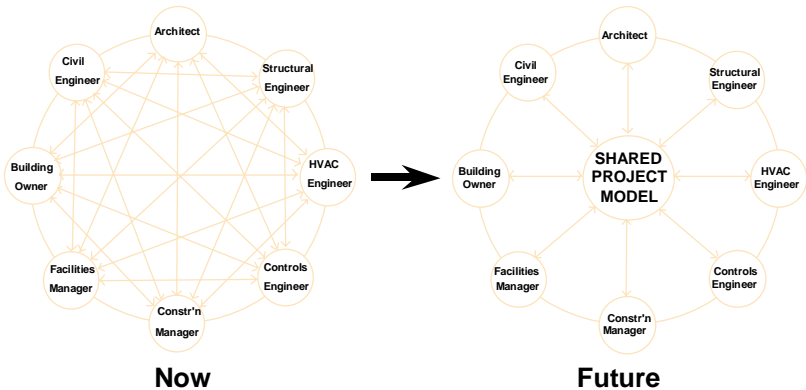 Architect
Civil
Engineer
Structural
Engineer
Building
Owner
HVAC
Engineer
Facilities
Manager
Controls
Engineer
Constr'n
Manager
Now
Architect
Civil
Engineer
Structural
Engineer
SHARED
PROJECT
MODEL
Building
Owner
HVAC
Engineer
Facilities
Manager
Controls
Engineer
Constr'n
Manager
Future